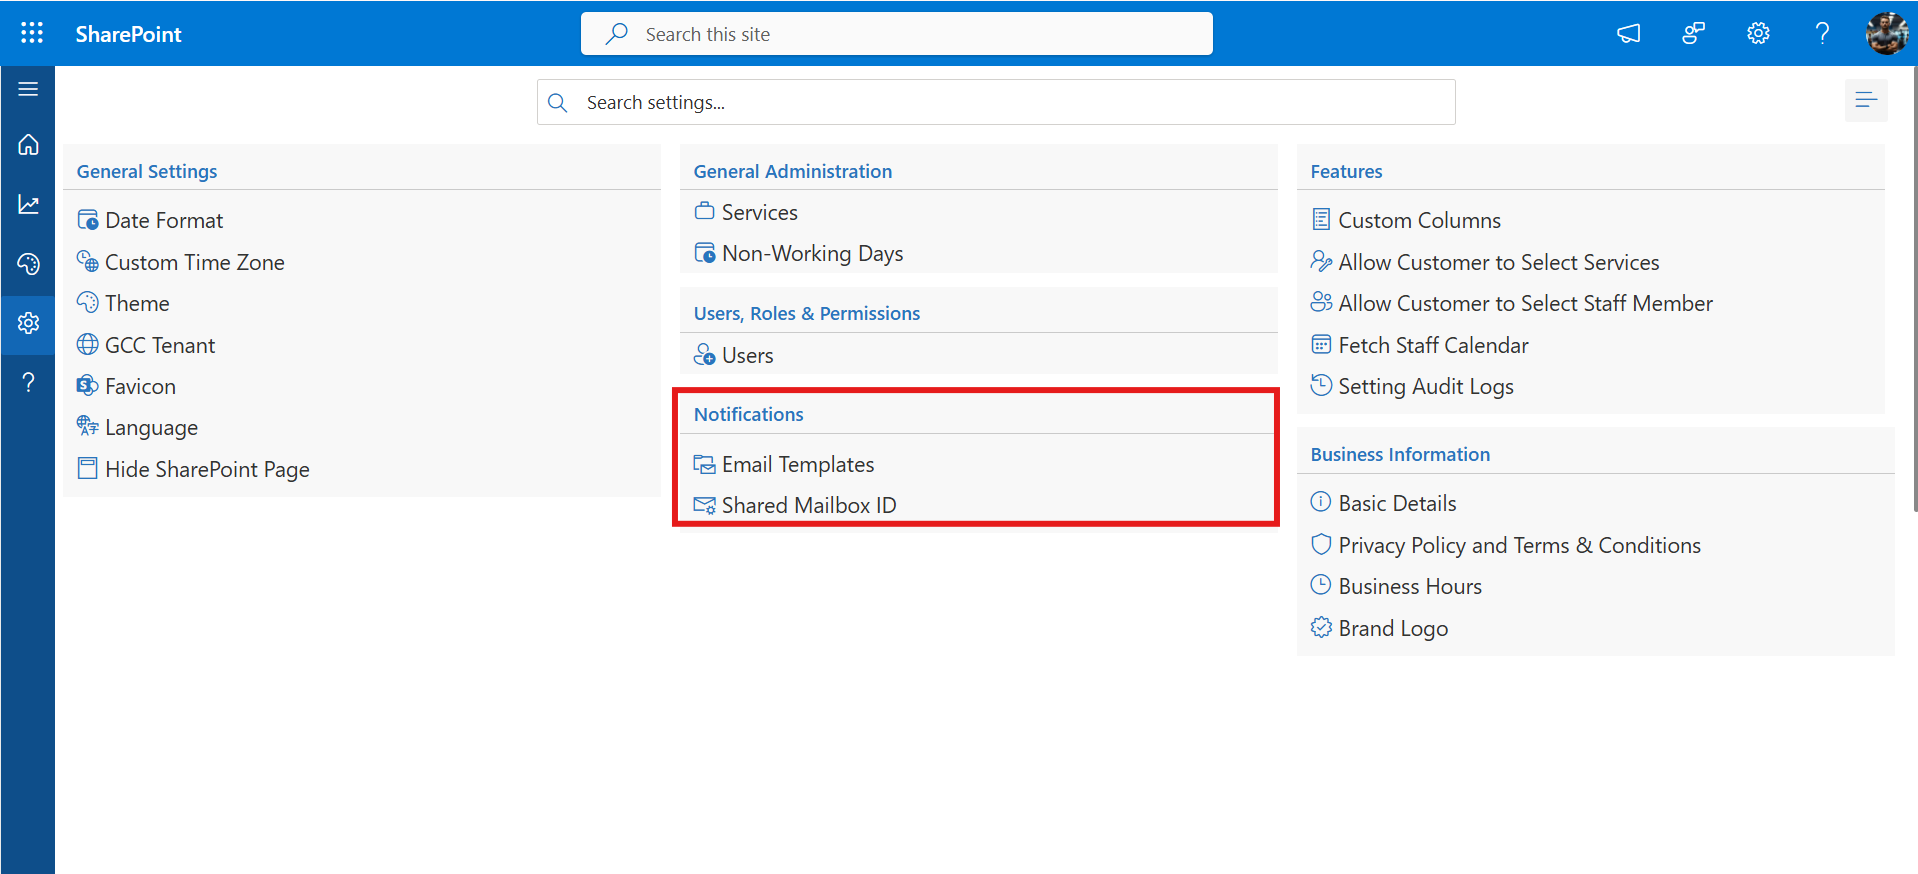 SharePoint
Search this site
Search settings...
General Settings
Date Format
Custom Time Zone
Theme
GCC Tenant
Favicon
Language
Hide SharePoint Page
General Administration
Services
Non-Working Days
Users, Roles & Permissions
Users
Notifications
Email Templates
Shared Mailbox ID
Features
Custom Columns
Allow Customer to Select Services
Allow Customer to Select Staff Member
Fetch Staff Calendar
Setting Audit Logs
Business Information
Basic Details
Privacy Policy and Terms & Conditions
Business Hours
Brand Logo